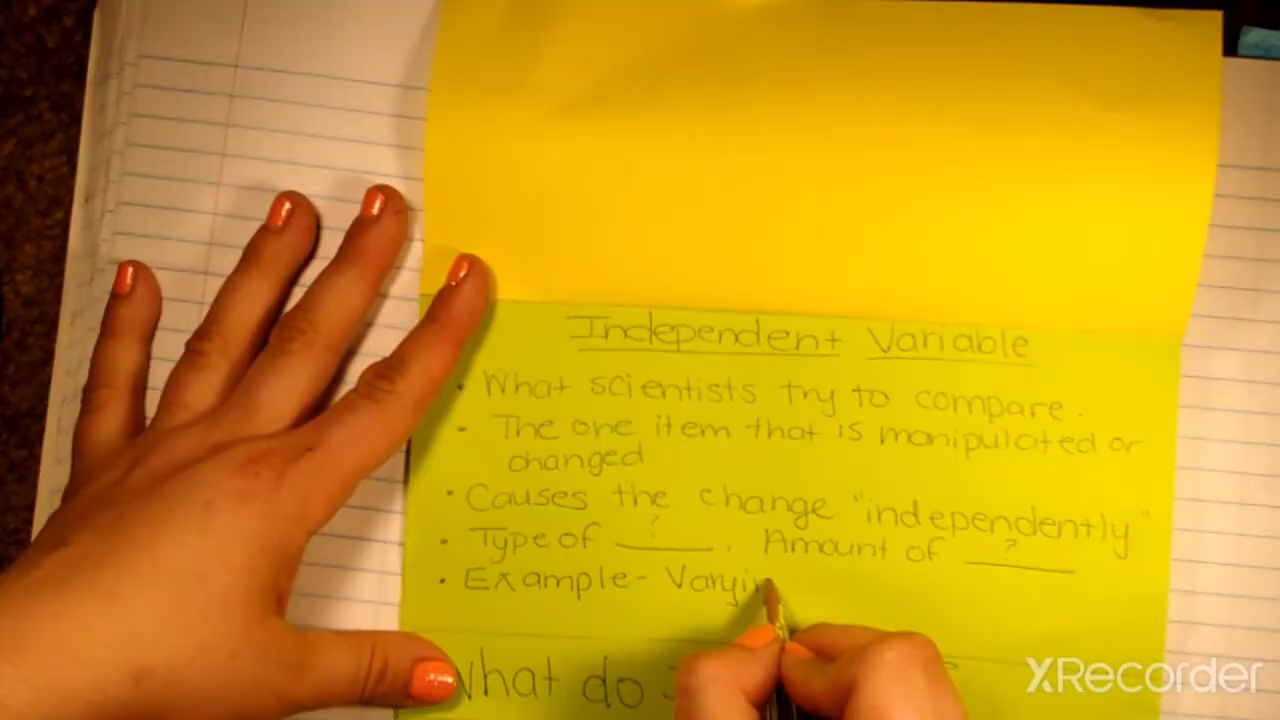 Independent Variable
• What scientists try to compare.
• The one item that is manipulated or
changed
• Causes the change "independently"
• Type of ___?___. Amount of ___?___
• Example - Varyin
What do
XRecorder